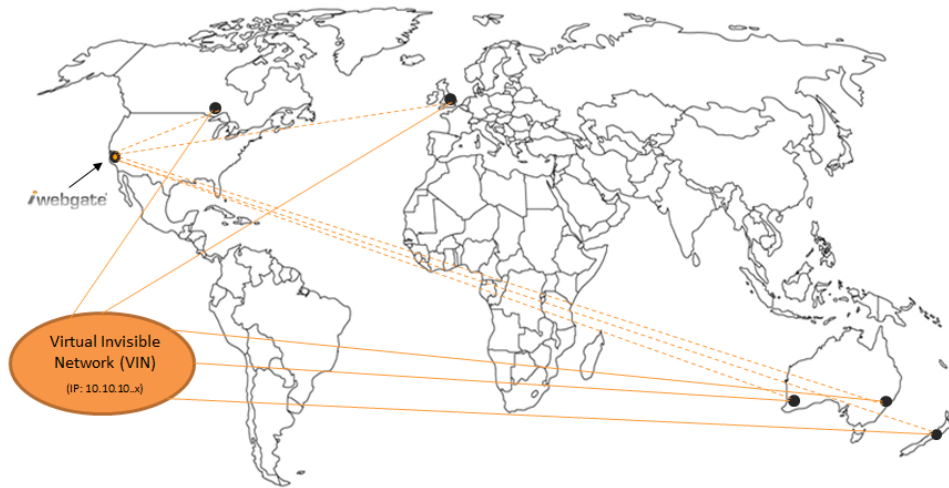 iwebgate®
Virtual Invisible
Network (VIN)
(IP: 10.10.10..x)